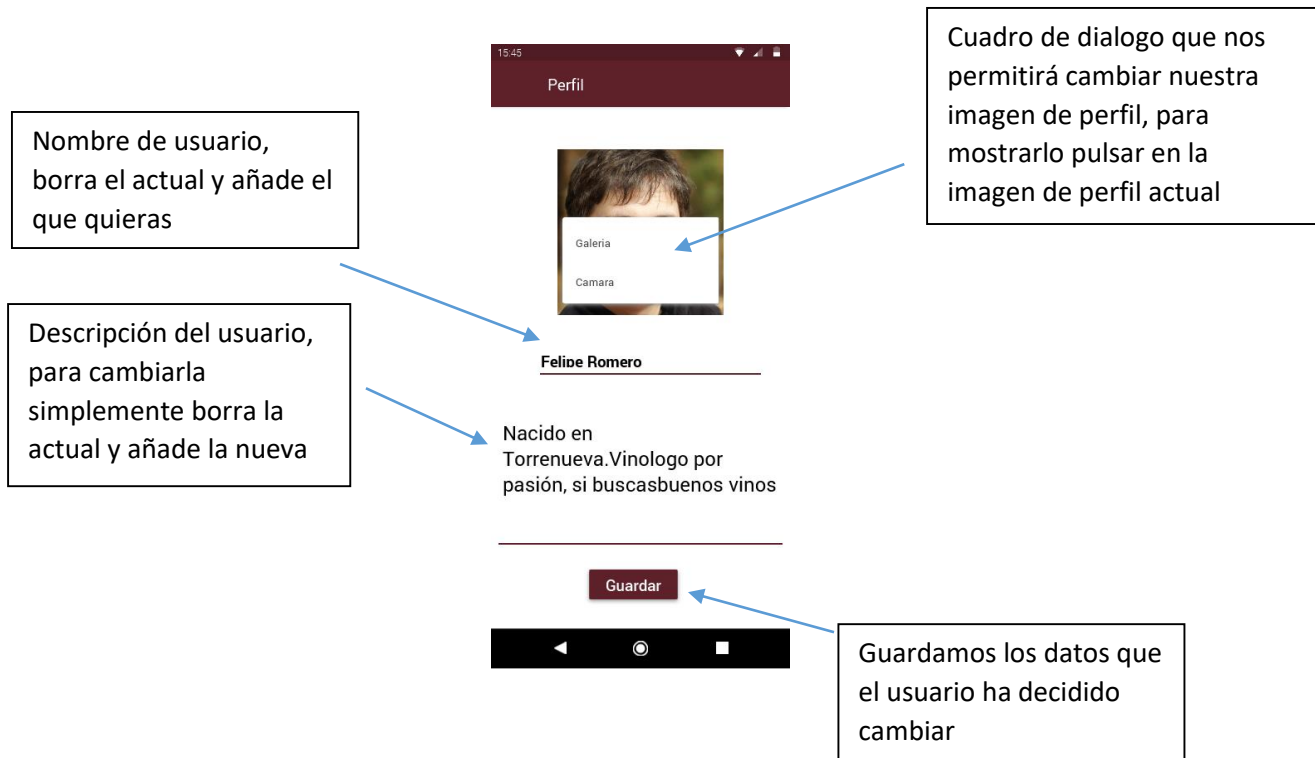 15:45
Perfil
Cuadro de dialogo que nos
permitirá cambiar nuestra
imagen de perfil, para
mostrarlo pulsar en la
imagen de perfil actual
Nombre de usuario,
borra el actual y añade el
que quieras
Galeria
Camara
Descripción del usuario,
para cambiarla
simplemente borra la
actual y añade la nueva
Felipe Romero
Nacido en
Torrenueva.Vinologo por
pasión, si buscasbuenos vinos
Guardar
Guardamos los datos que
el usuario ha decidido
cambiar